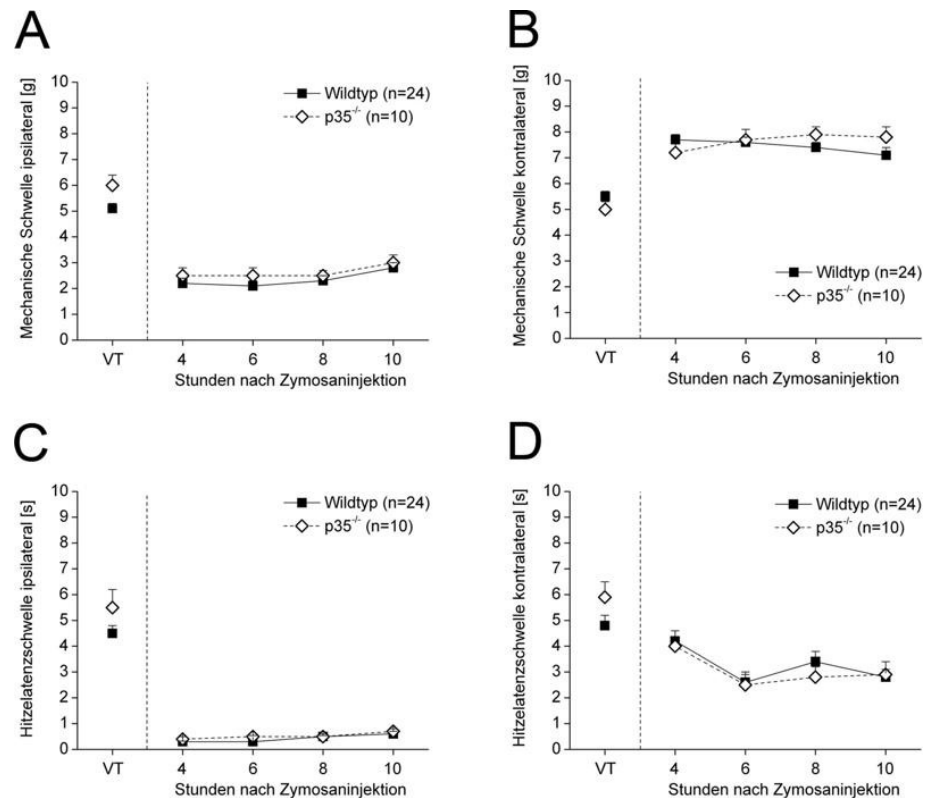 A
Mechanische Schwelle ipsilateral [g]
10
9
8
7
6
5
4
3
2
1
0
Wildtyp (n=24)
p35-/- (n=10)
VT 4 6 8 10
Stunden nach Zymosaninjektion
B
Mechanische Schwelle kontralateral [g]
10
9
8
7
6
5
4
3
2
1
0
Wildtyp (n=24)
p35-/- (n=10)
VT 4 6 8 10
Stunden nach Zymosaninjektion
C
Hitzelatenzschwelle ipsilateral [s]
10
9
8
7
6
5
4
3
2
1
0
Wildtyp (n=24)
p35-/- (n=10)
VT 4 6 8 10
Stunden nach Zymosaninjektion
D
Hitzelatenzschwelle kontralateral [s]
10
9
8
7
6
5
4
3
2
1
0
Wildtyp (n=24)
p35-/- (n=10)
VT 4 6 8 10
Stunden nach Zymosaninjektion